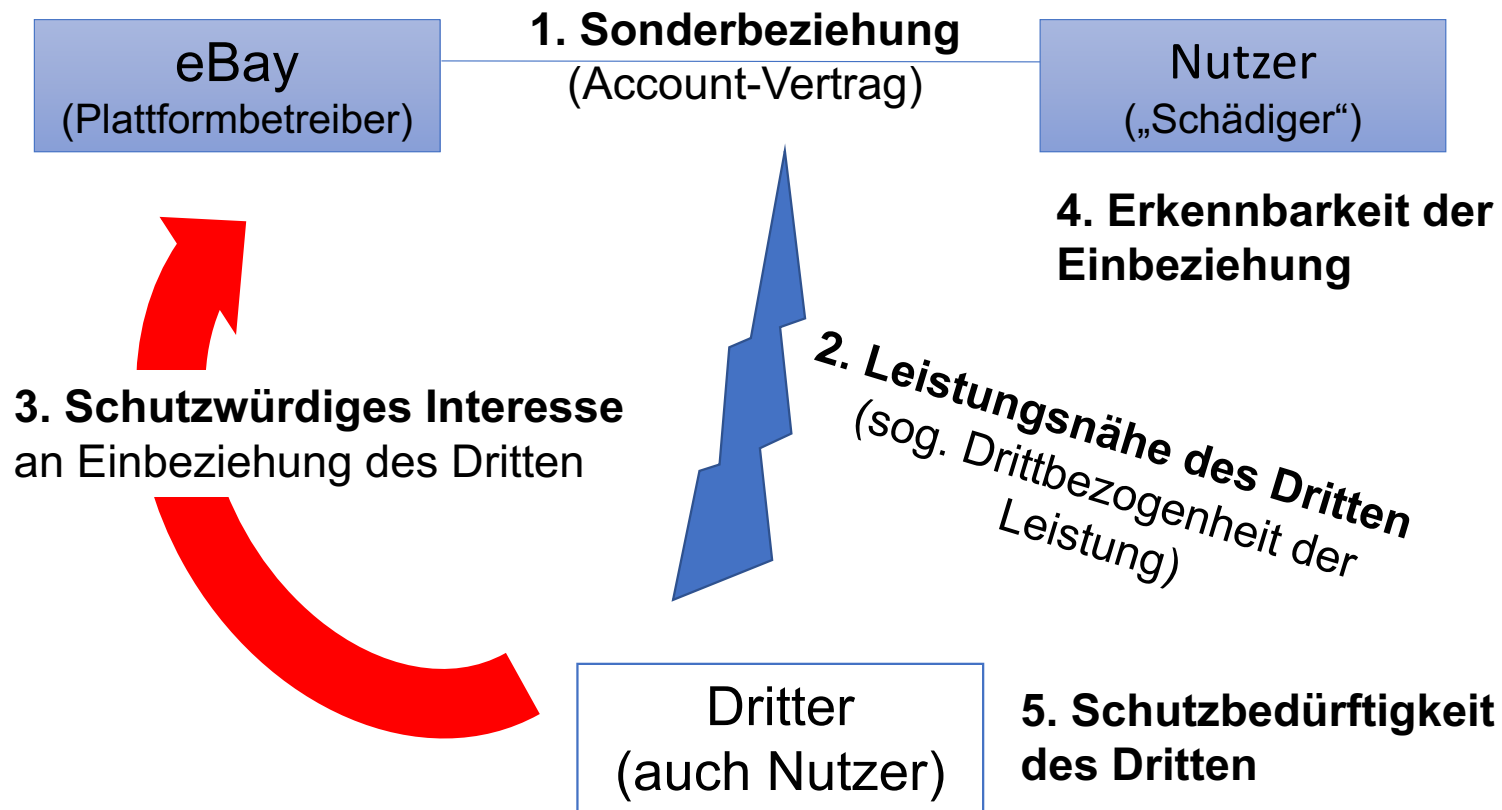 eBay
(Plattformbetreiber)
1. Sonderbeziehung
(Account-Vertrag)
Nutzer
(„Schädiger“)
4. Erkennbarkeit der
Einbeziehung
2. Leistungsnähe des Dritten
(sog. Drittbezogenheit der
Leistung)
3. Schutzwürdiges Interesse
an Einbeziehung des Dritten
Dritter
(auch Nutzer)
5. Schutzbedürftigkeit
des Dritten